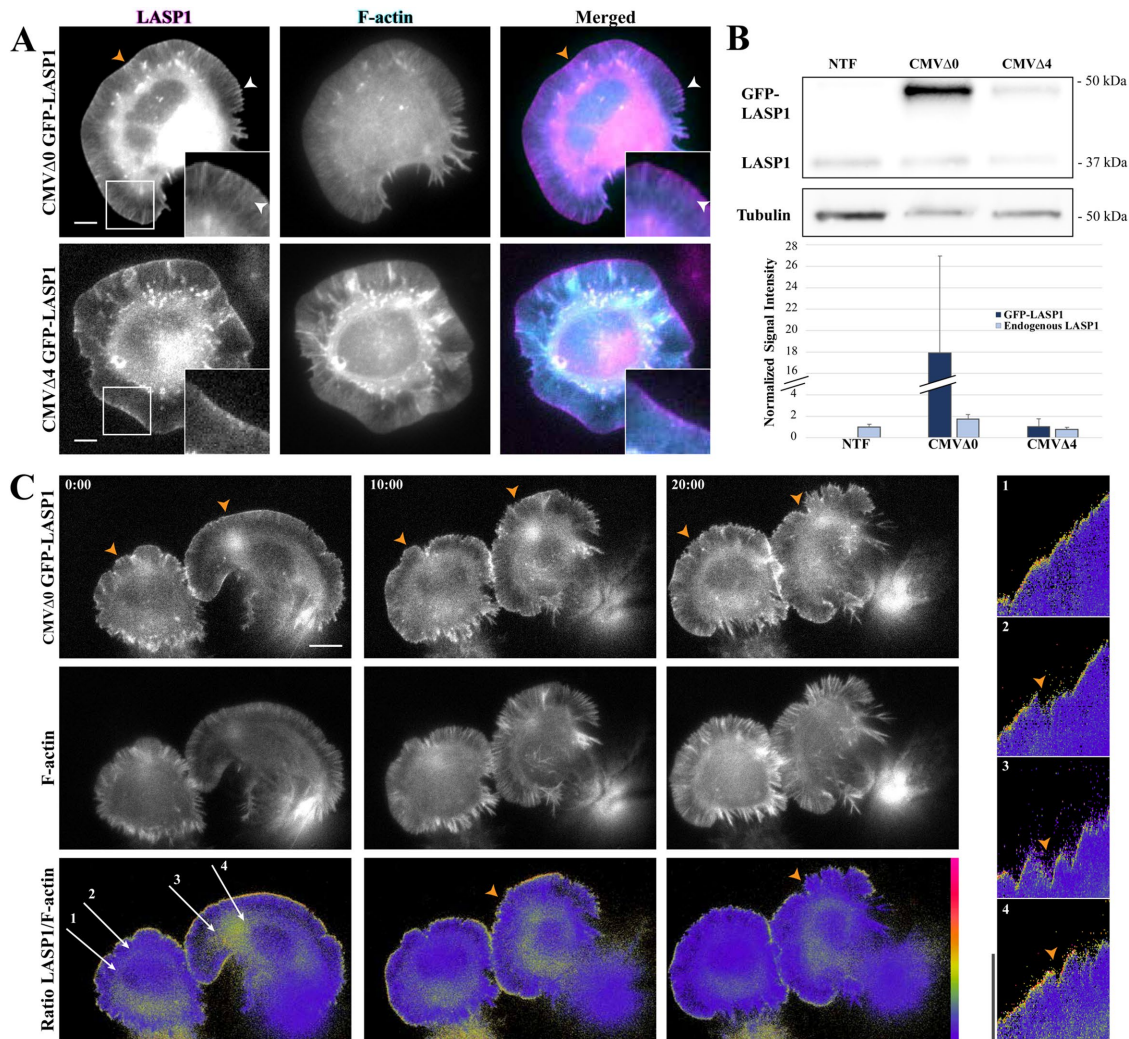 A
LASP1
F-actin
Merged
CMVΔ0 GFP-LASP1
CMVΔ4 GFP-LASP1
B
NTF
CMVΔ0
CMVΔ4
GFP-
LASP1
- 50 kDa
LASP1
- 37 kDa
Tubulin
- 50 kDa
Normalized Signal Intensity
28
26
24
22
20
18
16
4
2
0
GFP-LASP1
Endogenous LASP1
NTF
CMVΔ0
CMVΔ4
C
CMVΔ0 GFP-LASP1
0:00
10:00
20:00
F-actin
Ratio LASP1/F-actin
1
2
3
4
1
2
3
4